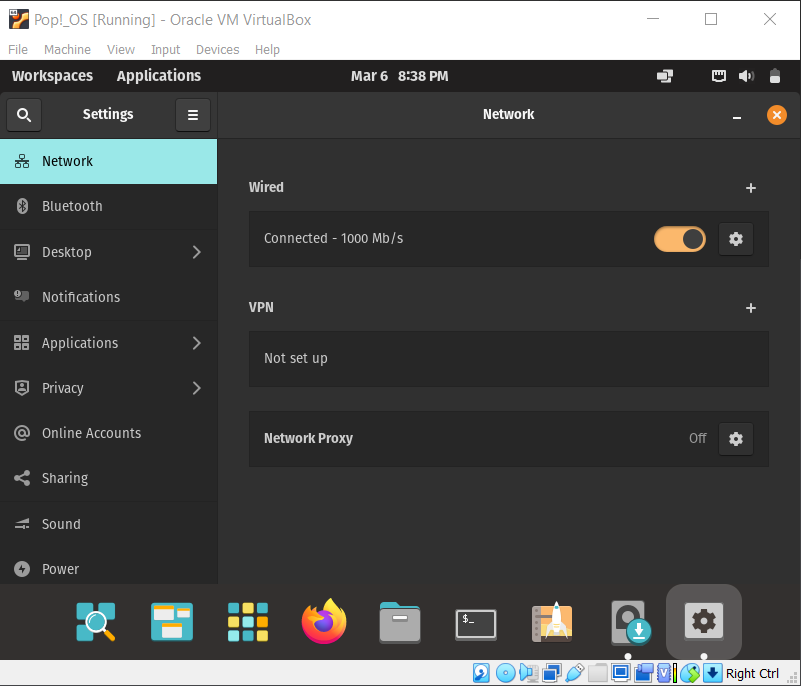 Pop!_OS [Running] - Oracle VM VirtualBox
File Machine View Input Devices Help
Workspaces Applications Mar 6 8:38 PM
Settings Network
Network
Bluetooth
Desktop
Notifications
Applications
Privacy
Online Accounts
Sharing
Sound
Power
Wired
Connected - 1000 Mb/s
VPN
Not set up
Network Proxy Off
$_
Right Ctrl